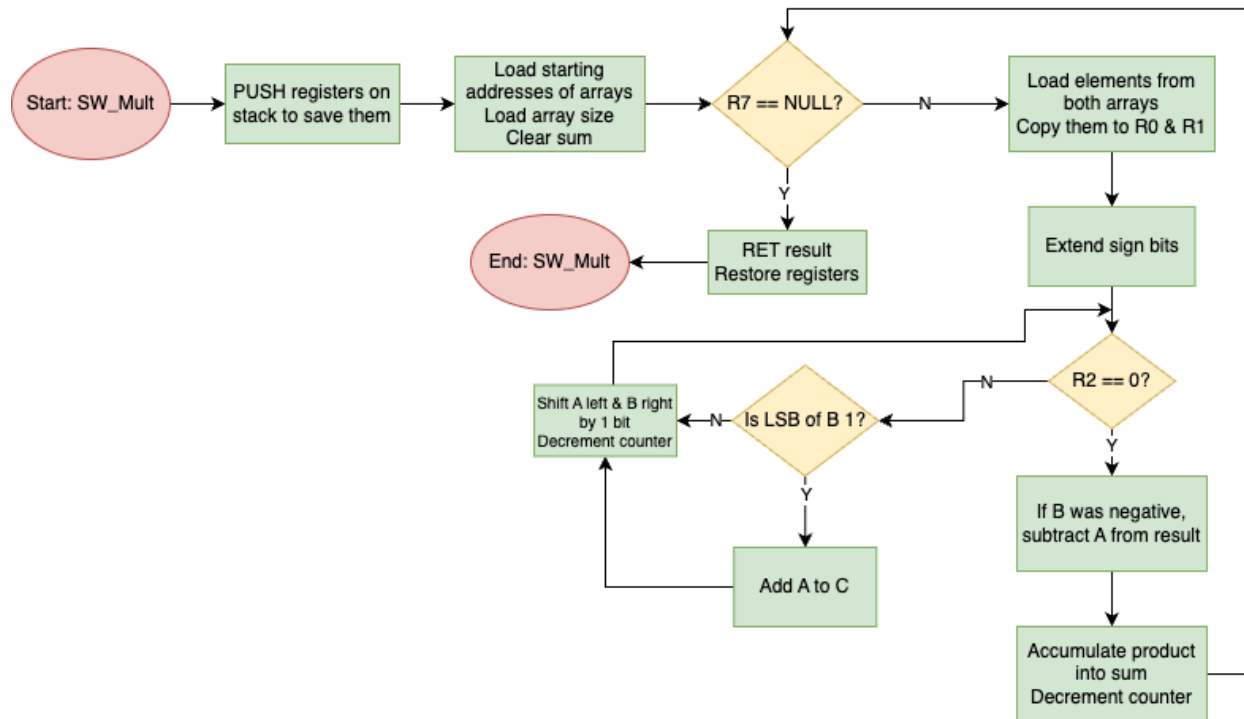 Start: SW_Mult
PUSH registers on
stack to save them
Load starting
addresses of arrays
Load array size
Clear sum
R7 == NULL?
N
Load elements from
both arrays
Copy them to R0 & R1
Y
RET result
Restore registers
End: SW_Mult
Extend sign bits
R2 == 0?
N
Is LSB of B 1?
N
Shift A left & B right
by 1 bit
Decrement counter
Y
Add A to C
Y
If B was negative,
subtract A from result
Accumulate product
into sum
Decrement counter